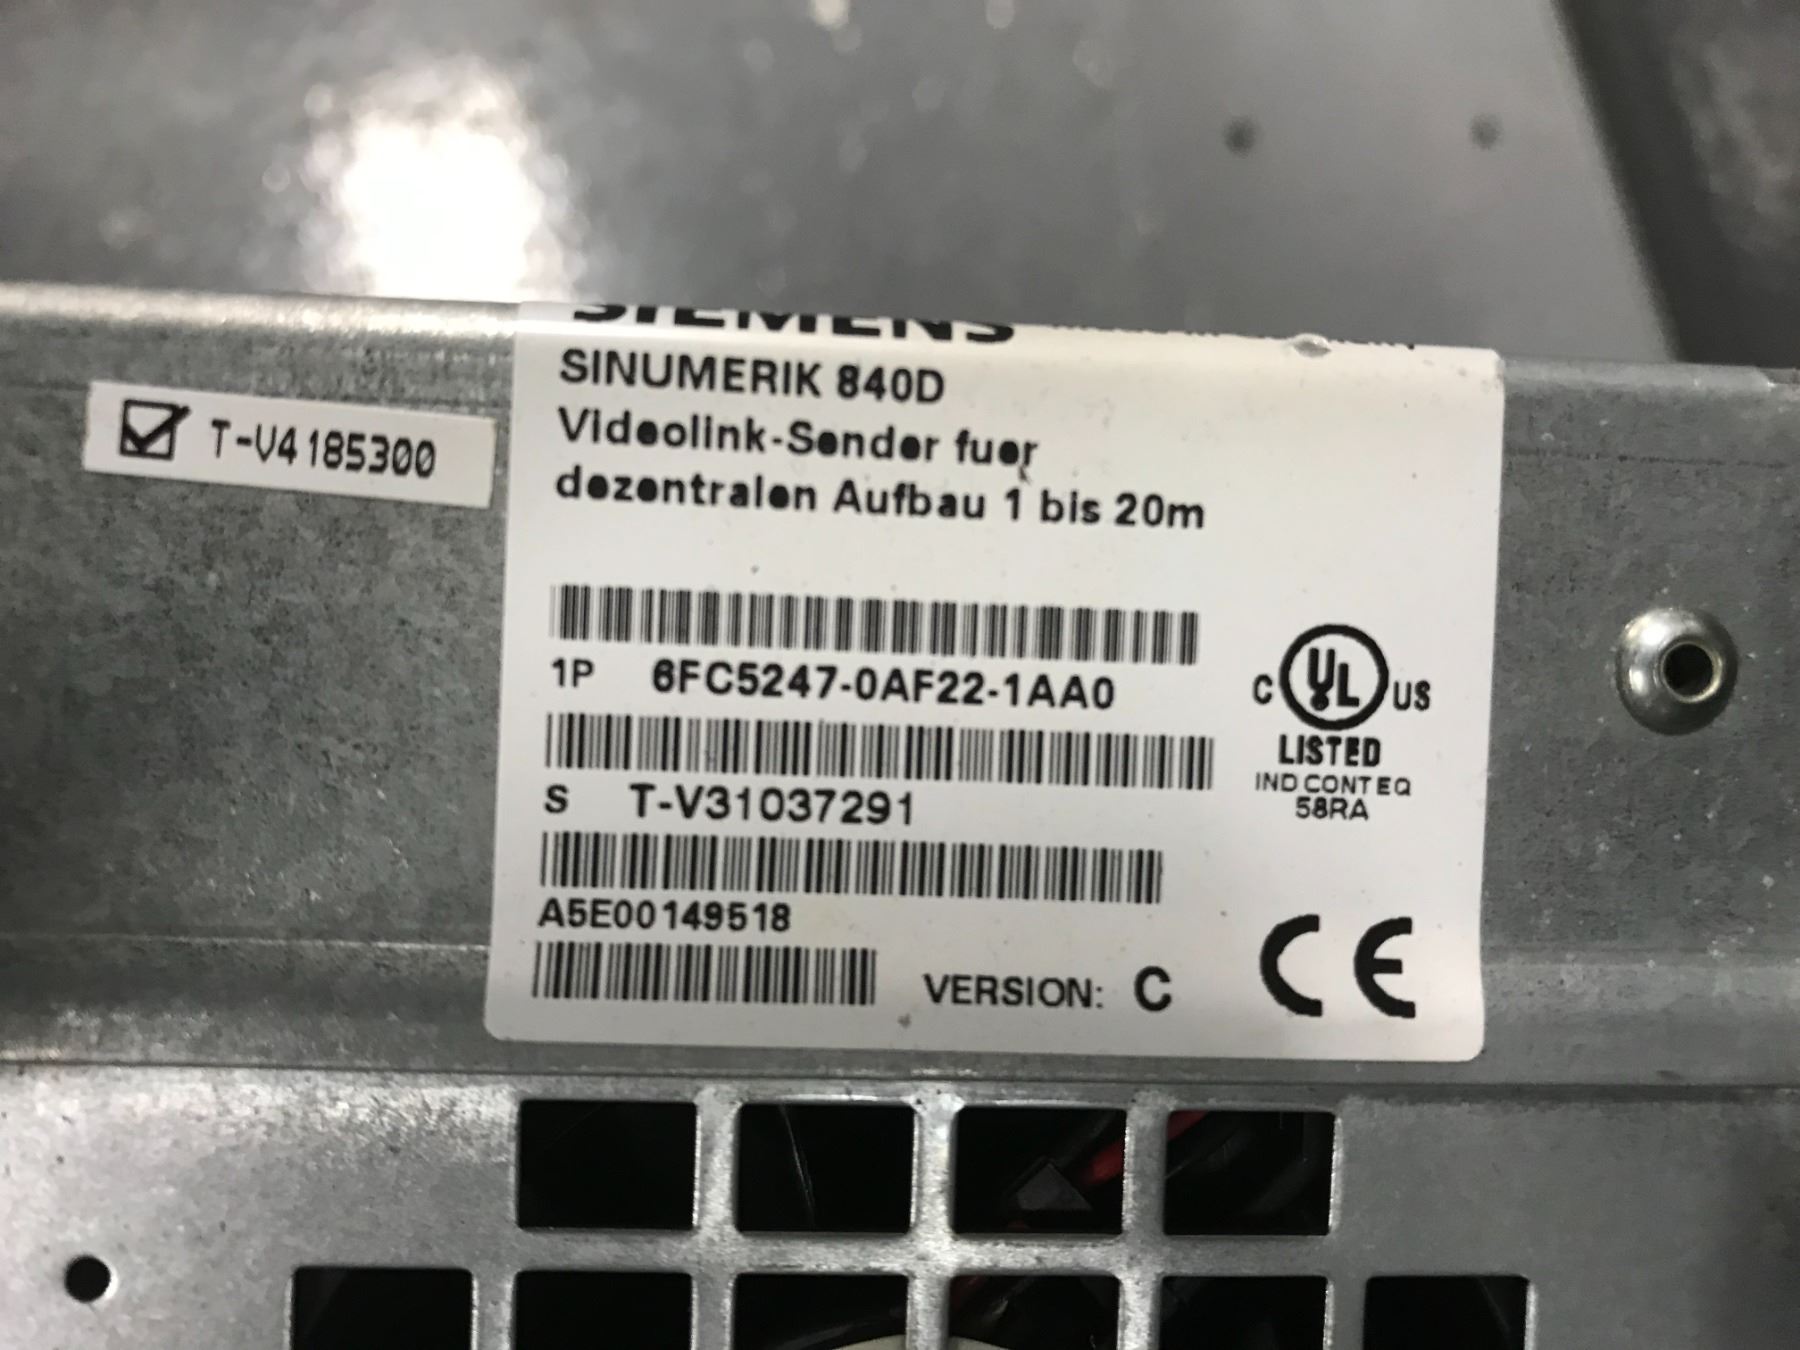 SIEMENS
SINUMERIK 840D
Videolink-Sender fuer
dezentralen Aufbau 1 bis 20m
T-V4185300
1P 6FC5247-0AF22-1AA0
C UL US
LISTED
IND CONT EQ
58RA
S T-V31037291
A5E00149518
VERSION: C
CE